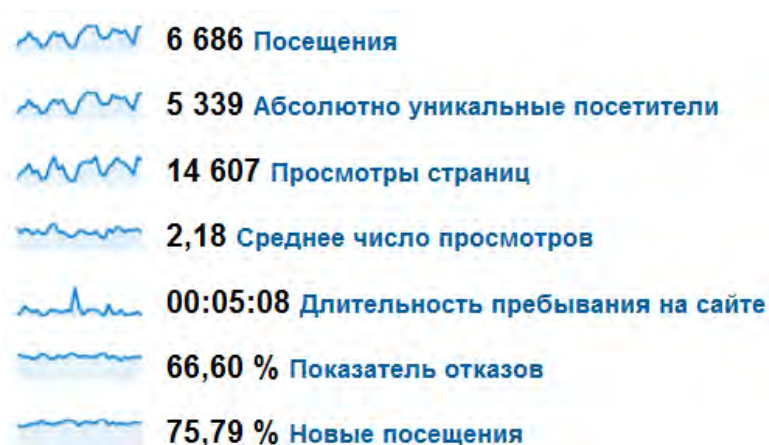 6 686 Посещения
5 339 Абсолютно уникальные посетители
14 607 Просмотры страниц
2,18 Среднее число просмотров
00:05:08 Длительность пребывания на сайте
66,60 % Показатель отказов
75,79 % Новые посещения